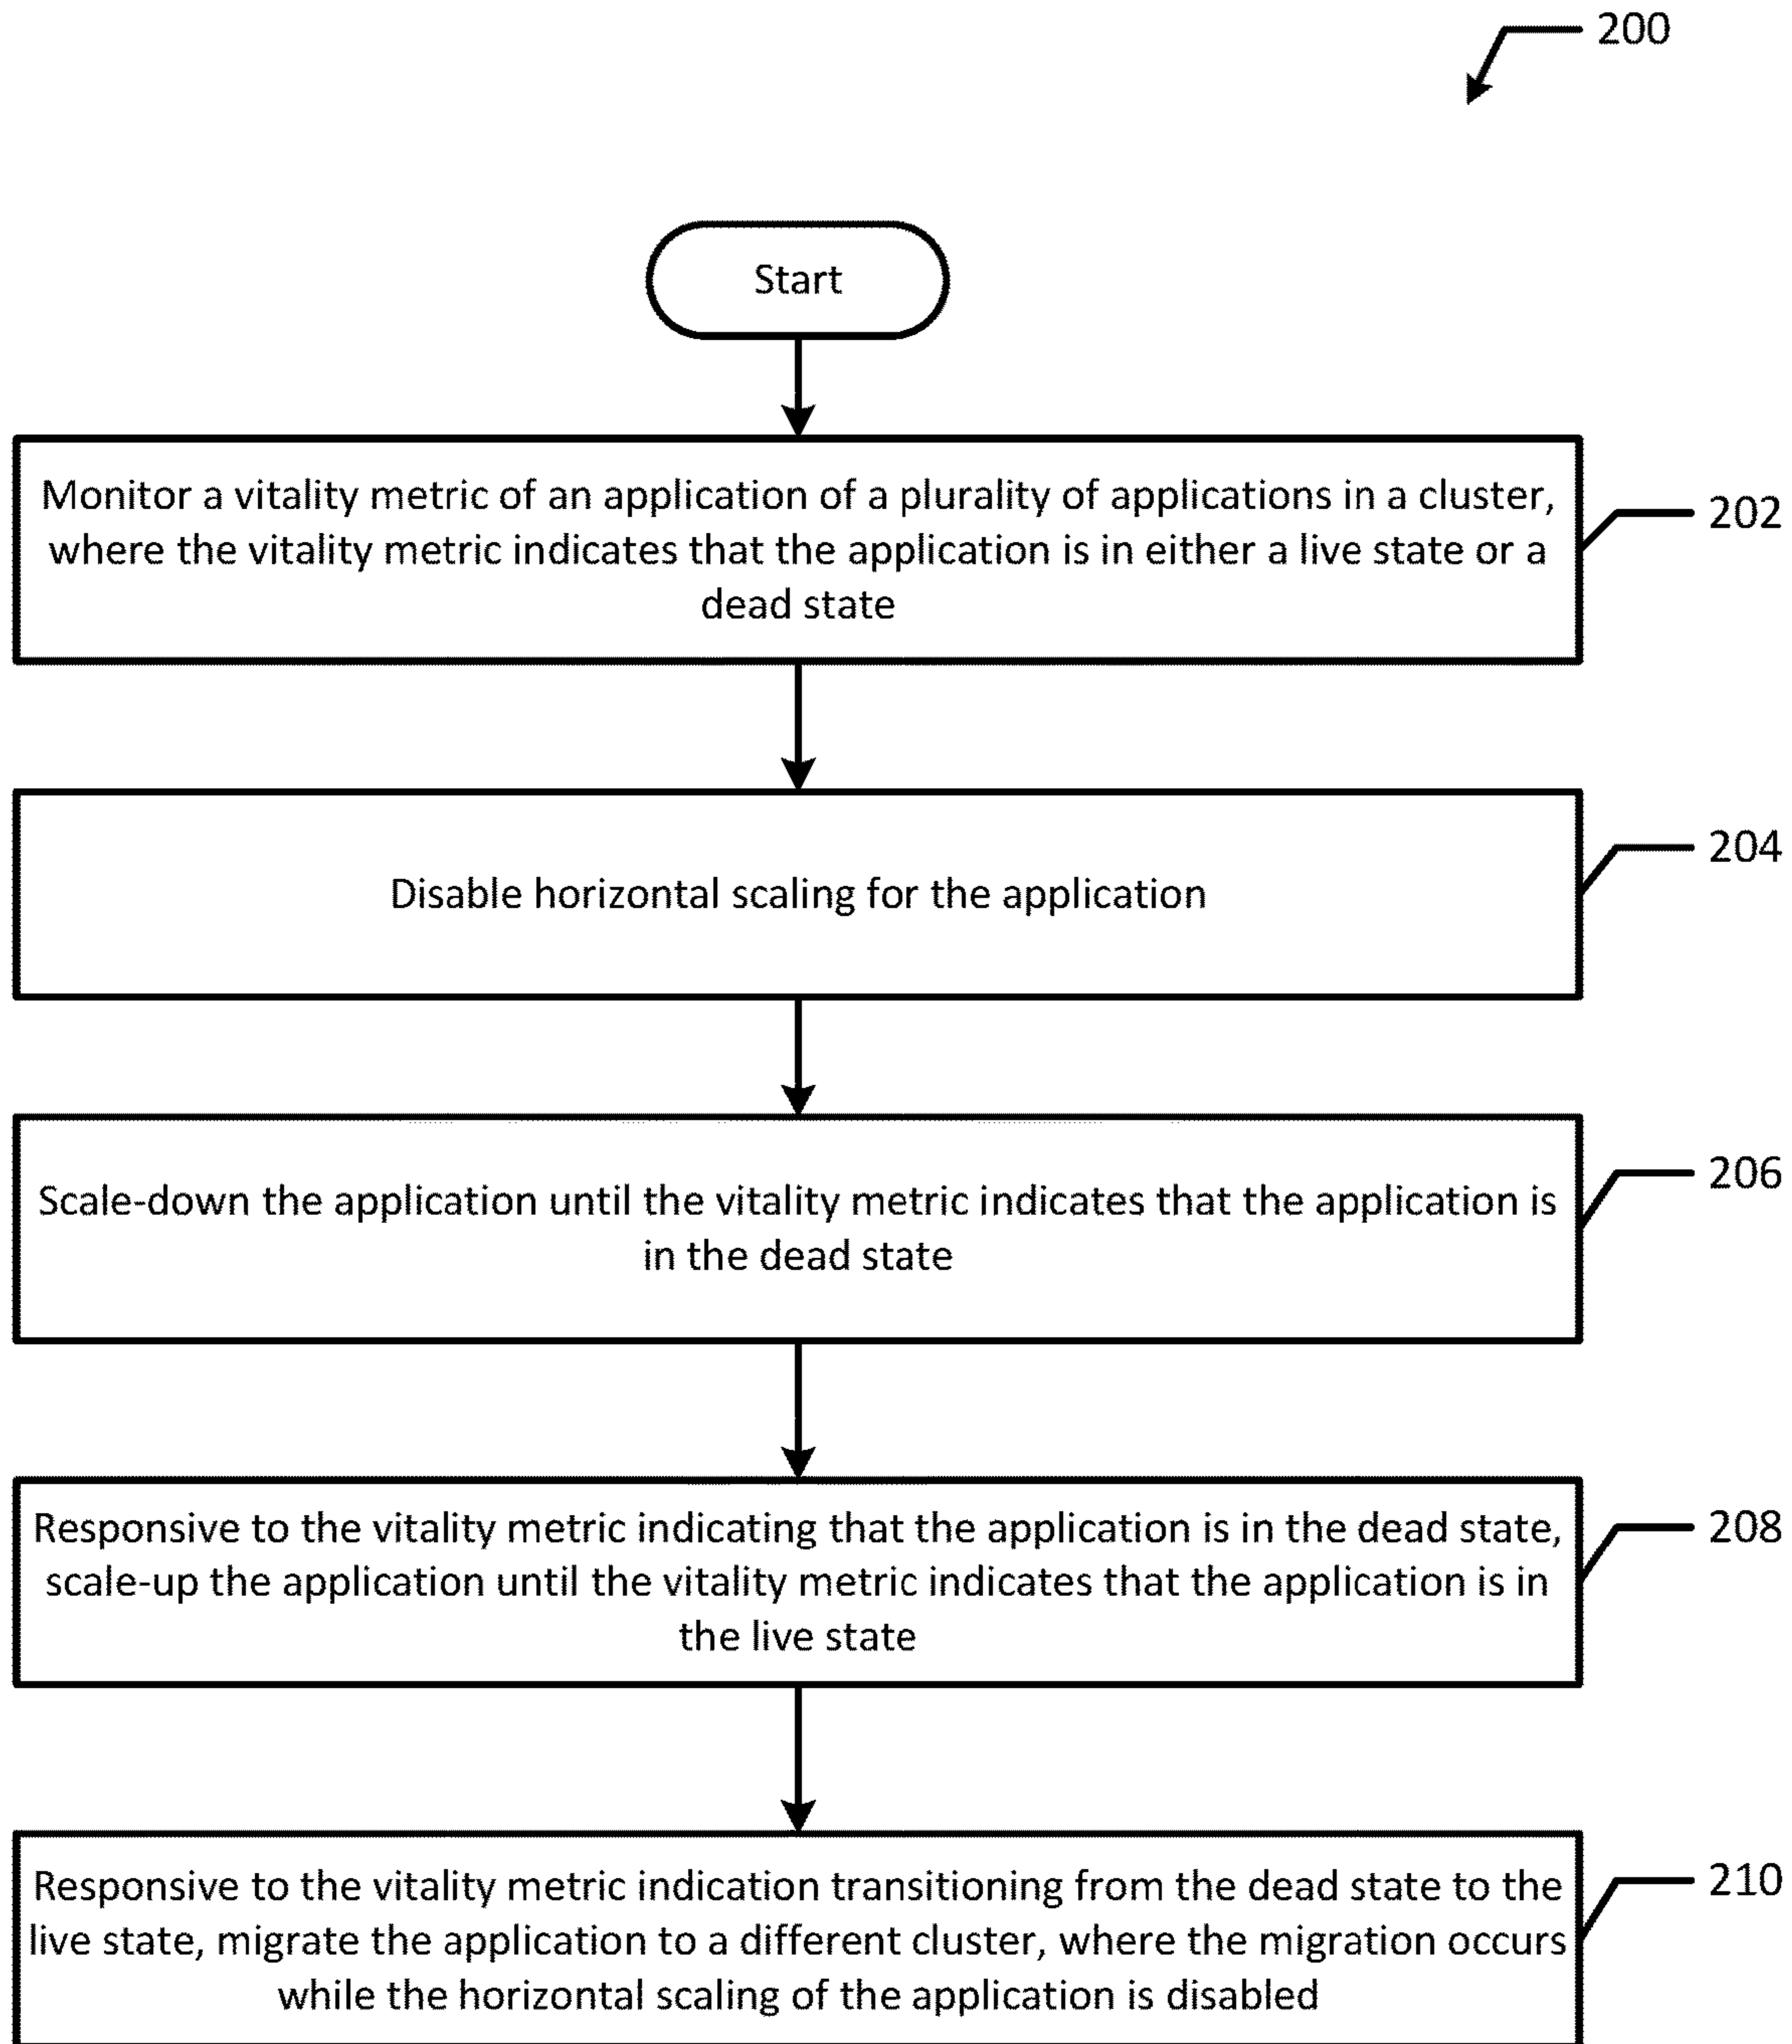 200
Start
Monitor a vitality metric of an application of a plurality of applications in a cluster,
where the vitality metric indicates that the application is in either a live state or a
dead state
202
Disable horizontal scaling for the application
204
Scale-down the application until the vitality metric indicates that the application is
in the dead state
206
Responsive to the vitality metric indicating that the application is in the dead state,
scale-up the application until the vitality metric indicates that the application is in
the live state
208
Responsive to the vitality metric indication transitioning from the dead state to the
live state, migrate the application to a different cluster, where the migration occurs
while the horizontal scaling of the application is disabled
210